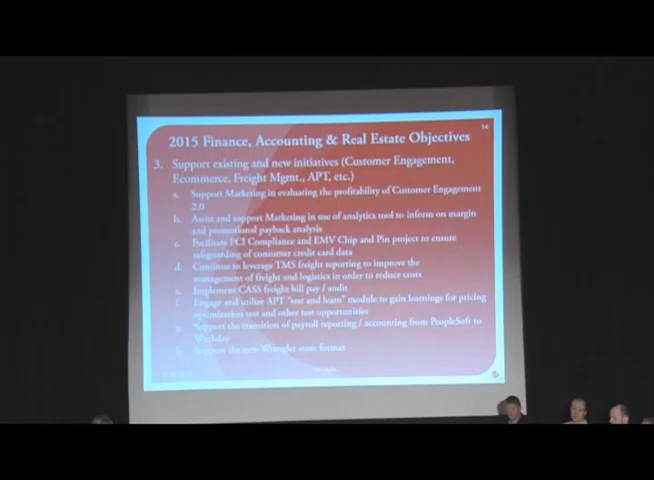 14
2015 Finance, Accounting & Real Estate Objectives
3. Support existing and new initiatives (Customer Engagement,
Ecommerce, Freight Mgmt., APT, etc.)
a. Support Marketing in evaluating the profitability of Customer Engagement
2.0
b. Assist and support Marketing in use of analytics tool to inform on margin
and promotional payback analysis
c. Facilitate PCI Compliance and EMV Chip and Pin project to ensure
safeguarding of consumer credit card data
d. Continue to leverage TMS freight reporting to improve the
management of freight and logistics in order to reduce costs
e. Implement CASS freight bill pay / audit
f. Engage and utilize APT "test and learn" module to gain learnings for pricing
optimization test and other test opportunities
g. Support the transition of payroll reporting / accounting from PeopleSoft to
Workday
h. Support the new Wrangler store format